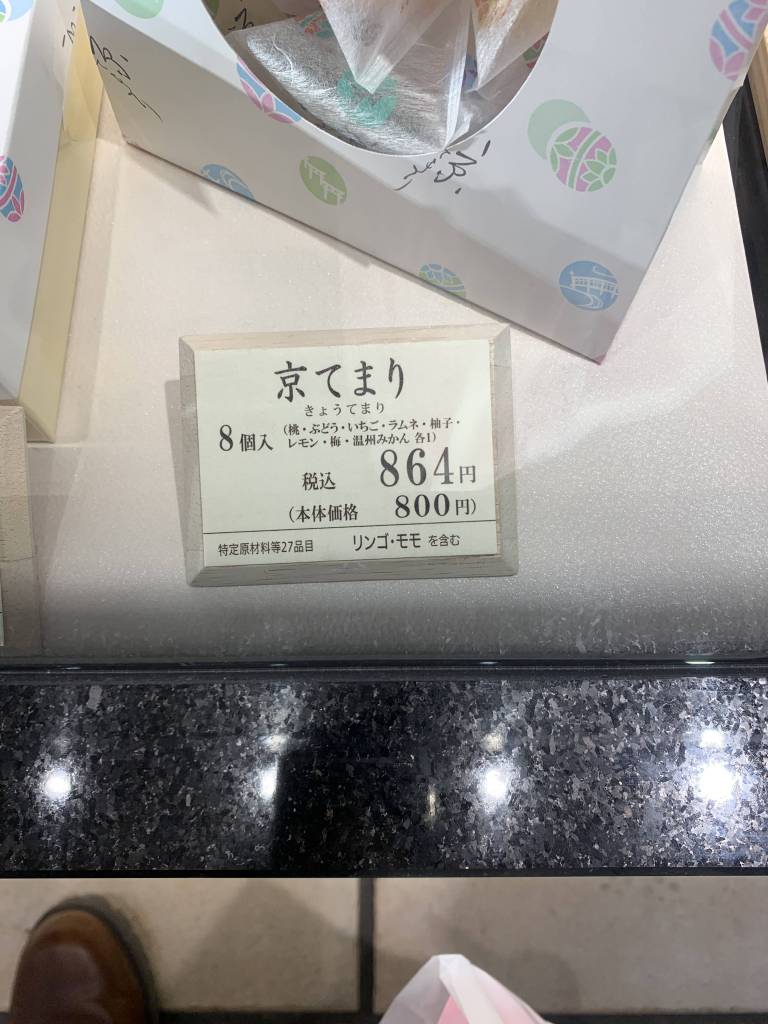 京てまり
きょうてまり
8個入 (桃・ぶどう・いちご・ラムネ・柚子・
レモン・梅・温州みかん 各1)
税込 864円
(本体価格 800円)
特定原材料等27品目 リンゴ・モモ を含む